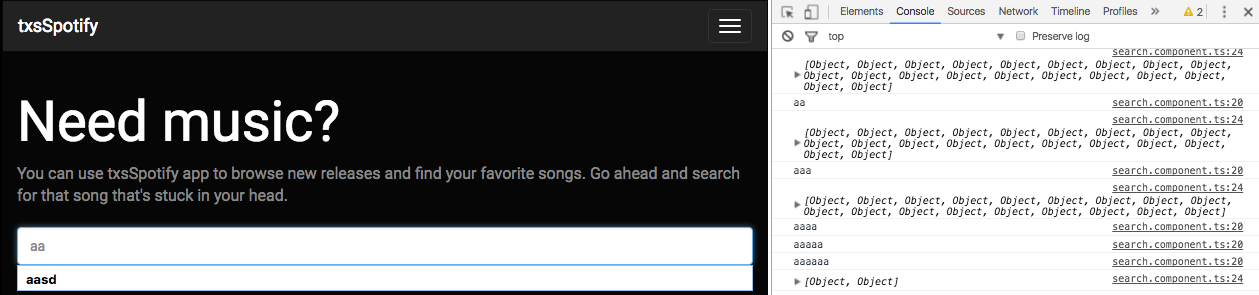 txsSpotify
Need music?
You can use txsSpotify app to browse new releases and find your favorite songs. Go ahead and search
for that song that's stuck in your head.
aa
aasd
Elements Console Sources Network Timeline Profiles » 2
top Preserve log
search.component.ts:24
[Object, Object, Object, Object, Object, Object, Object, Object, Object,
Object, Object, Object, Object, Object, Object, Object, Object, Object,
Object, Object]
aa search.component.ts:20
search.component.ts:24
[Object, Object, Object, Object, Object, Object, Object, Object, Object,
Object, Object, Object, Object, Object, Object, Object, Object, Object,
Object, Object]
aaa search.component.ts:20
search.component.ts:24
[Object, Object, Object, Object, Object, Object, Object, Object, Object,
Object, Object, Object, Object, Object, Object, Object, Object, Object]
aaaa search.component.ts:20
aaaaa search.component.ts:20
aaaaaa search.component.ts:20
[Object, Object] search.component.ts:24